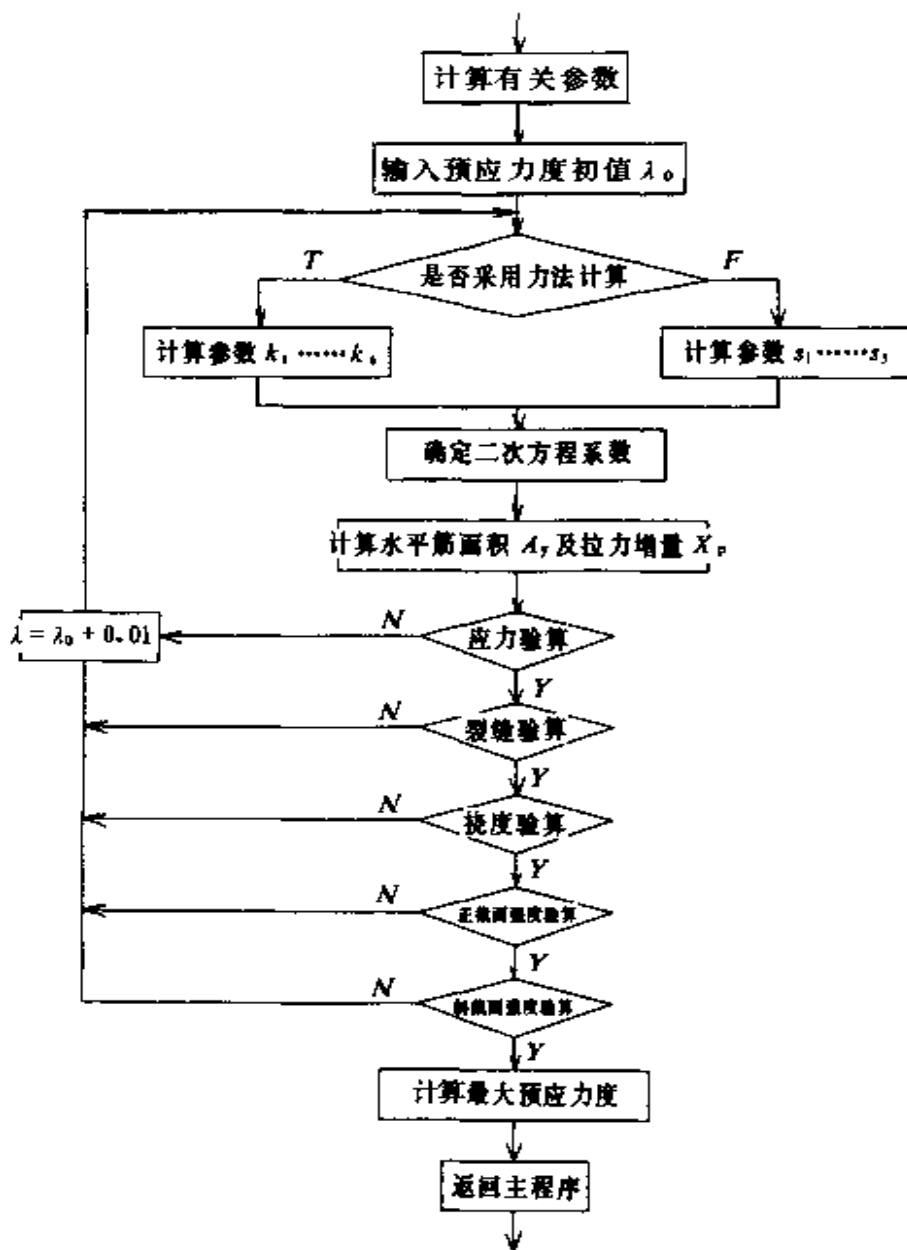 计算有关参数
输入预应力度初值 λ₀
是否采用力法计算
T
F
计算参数 k₁……k₄
计算参数 s₁……s₅
确定二次方程系数
计算水平筋面积 Aᵧ 及拉力增量 Xₚ
λ = λ₀ + 0.01
N
应力验算
Y
N
裂缝验算
Y
N
挠度验算
Y
N
正截面强度验算
Y
N
斜截面强度验算
Y
计算最大预应力度
返回主程序